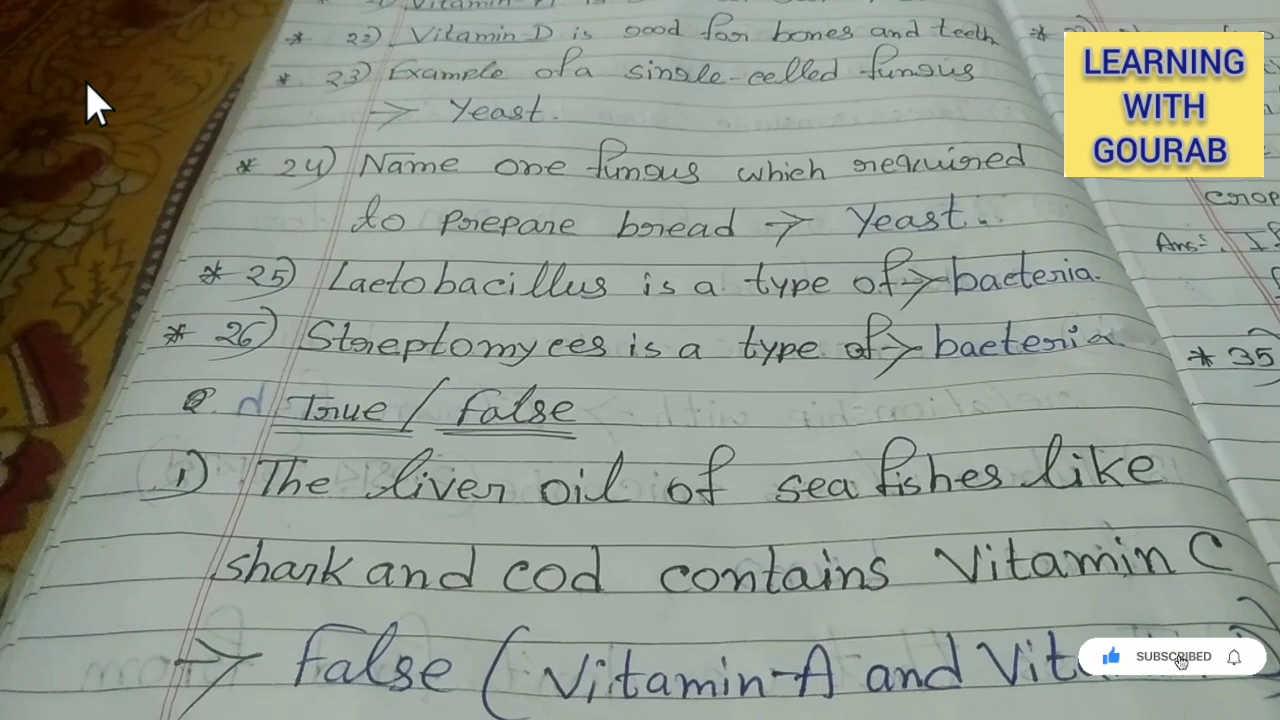 22) Vitamin-D is good for bones and teeth
* 23) Example of a single-celled fungus
→ Yeast.
* 24) Name one fungus which required
to prepare bread → Yeast..
* 25) Lactobacillus is a type of → bacteria.
* 26) Streptomyces is a type of → bacteria.
True / False
1) The liver oil of sea fishes like
shark and cod contains Vitamin C
→ False (Vitamin-A and
LEARNING
WITH
GOURAB
crop
Ans:, If
* 35
SUBSCRIBED